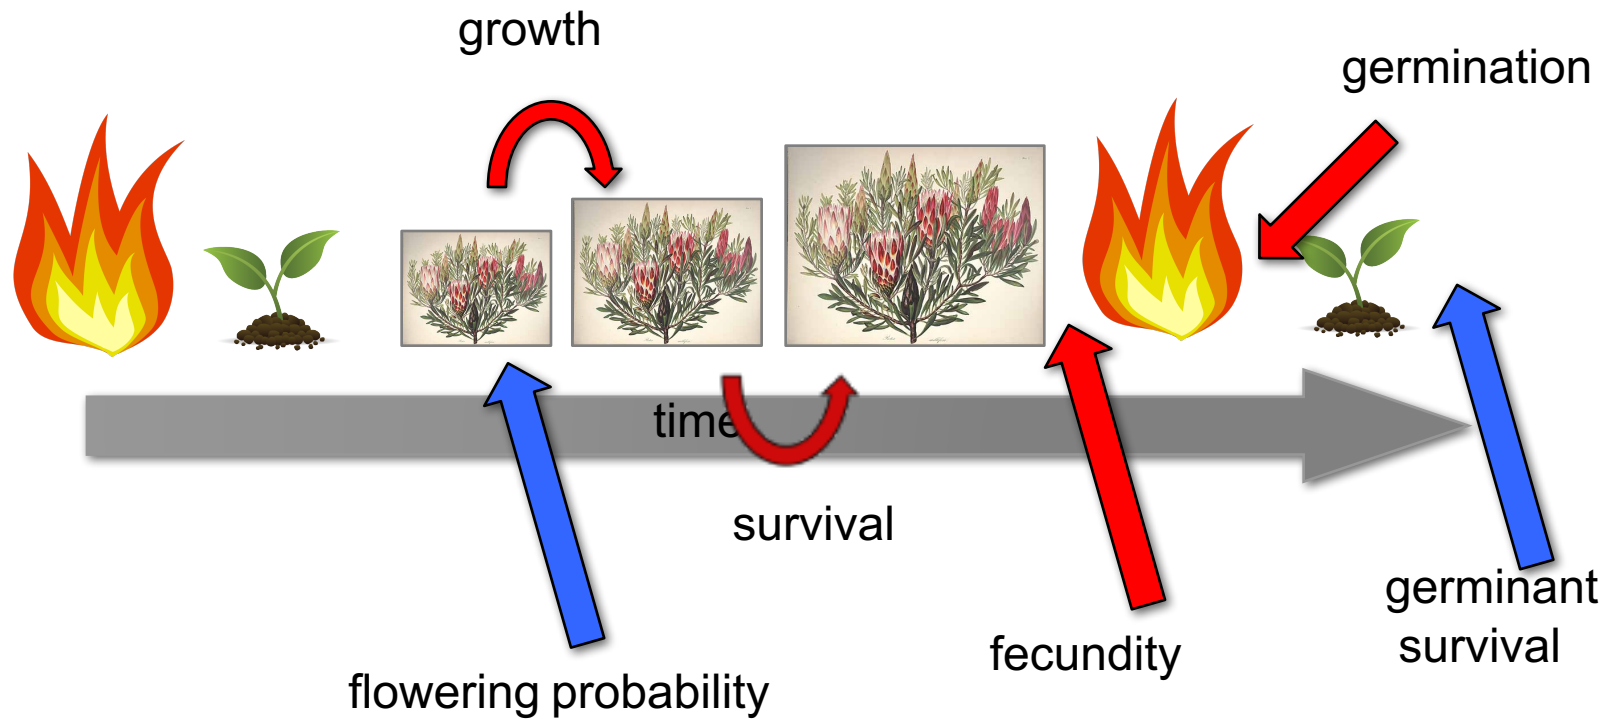 growth
germination
time
survival
germinant
survival
fecundity
flowering probability